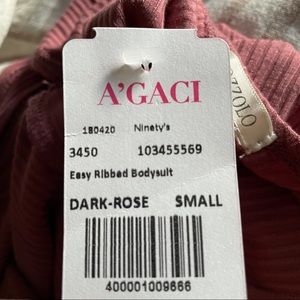 A'GACI
180420 Ninety's
3450 103455569
Easy Ribbed Bodysuit
DARK-ROSE SMALL
400001009666